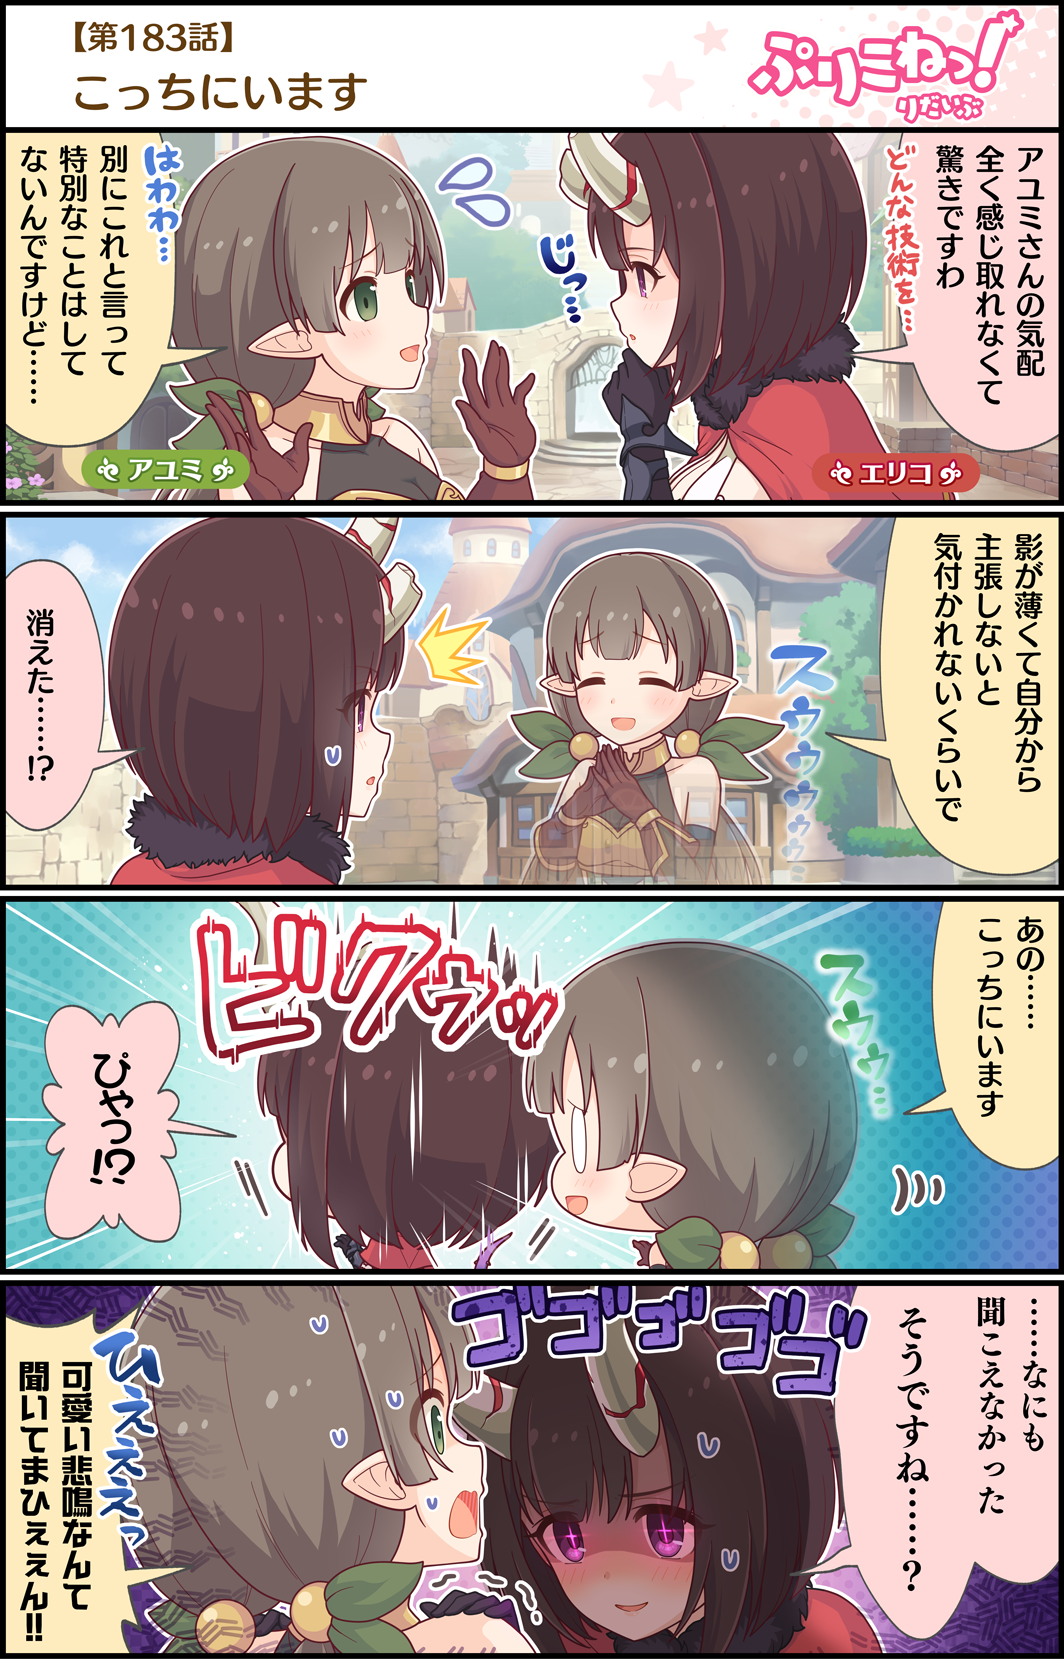 【第183話】
こっちにいます
ぷりこねっ!
りだいぶ
アユミさんの気配
全く感じ取れなくて
驚きですわ
どんな技術を…
じっ…
はわわ…
別にこれと言って
特別なことはして
ないんですけど……
アユミ
エリコ
影が薄くて自分から
主張しないと
気付かれないくらいで
スゥゥゥゥゥ…
消えた……!?
あの……
こっちにいます
スゥゥゥ…
ビクゥゥッ
ぴゃっ!?
……なにも
聞こえなかった
そうですね……?
ゴゴゴゴゴ
ひぇぇぇぇっ
可愛い悲鳴なんて
聞いてまひぇぇん!!